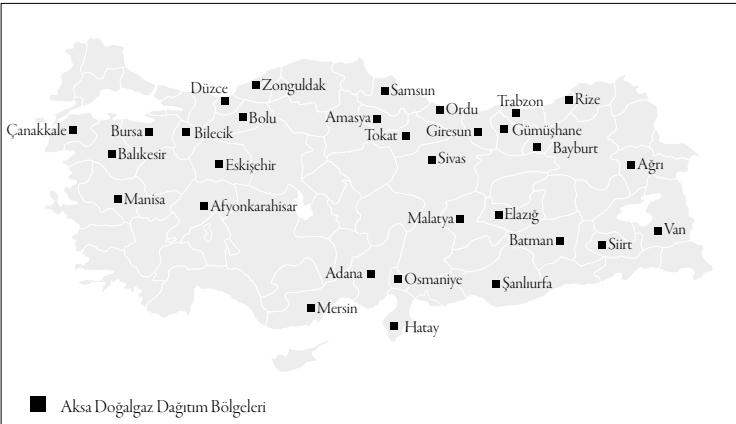 Zonguldak
Düzce
Samsun
Rize
Trabzon
Ordu
Bolu
Amasya
Çanakkale
Bursa
Bilecik
Tokat
Giresun
Gümüşhane
Bayburt
Balıkesir
Sivas
Eskişehir
Ağrı
Manisa
Afyonkarahisar
Malatya
Elazığ
Van
Batman
Siirt
Adana
Osmaniye
Şanlıurfa
Mersin
Hatay
Aksa Doğalgaz Dağıtım Bölgeleri